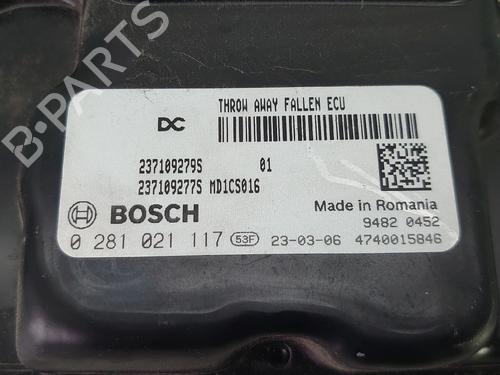 THROW AWAY FALLEN ECU
DC
237109279S 01
237109277S MD1CS016
BOSCH
Made in Romania
9482 0452
0 281 021 117 53F 23-03-06 4740015846
B-PARTS